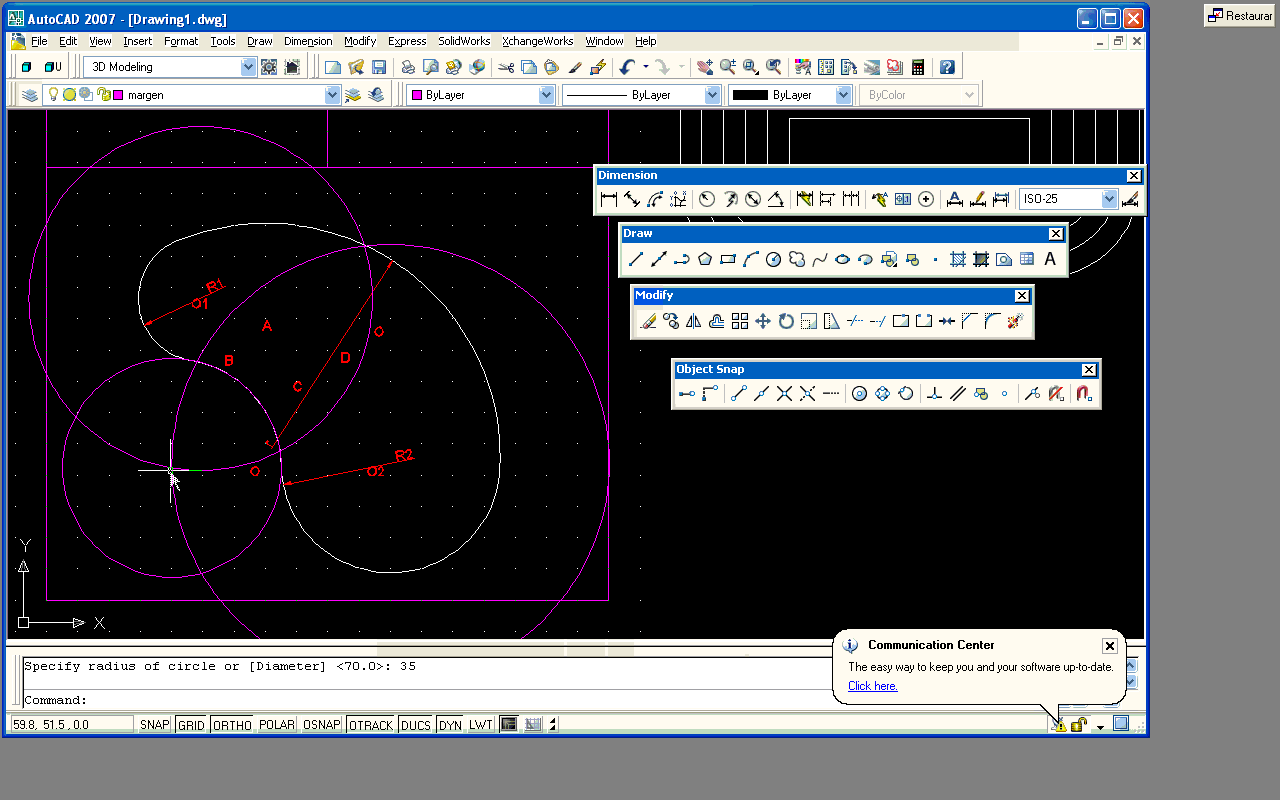 AutoCAD 2007 - [Drawing1.dwg]
Restaurar
File Edit View Insert Format Tools Draw Dimension Modify Express SolidWorks XchangeWorks Window Help
U 3D Modeling
margen ByLayer ByLayer ByLayer ByColor
Dimension
ISO-25
Draw
A
Modify
Object Snap
R1
O1
A
O
B
D
C
R2
O
O2
Y
X
Specify radius of circle or [Diameter] <70.0>: 35
Command:
Communication Center
The easy way to keep you and your software up-to-date.
Click here.
59.8, 51.5, 0.0 SNAP GRID ORTHO POLAR OSNAP OTRACK DUCS DYN LWT